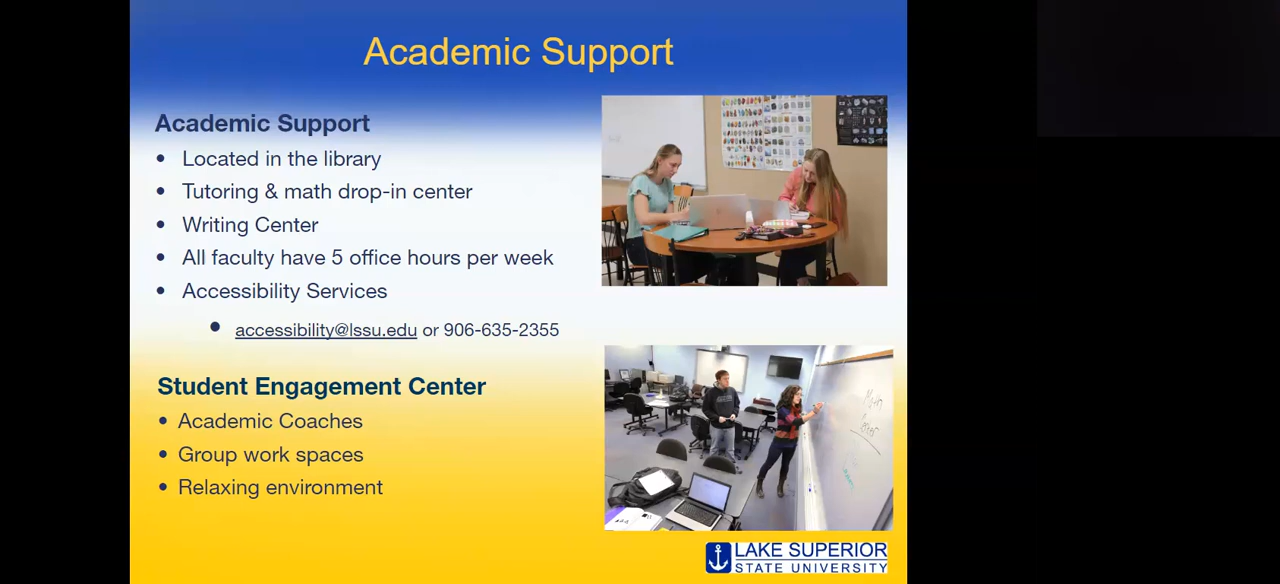 Academic Support
Academic Support
• Located in the library
• Tutoring & math drop-in center
• Writing Center
• All faculty have 5 office hours per week
• Accessibility Services
• accessibility@lssu.edu or 906-635-2355
Student Engagement Center
• Academic Coaches
• Group work spaces
• Relaxing environment
LAKE SUPERIOR
STATE UNIVERSITY